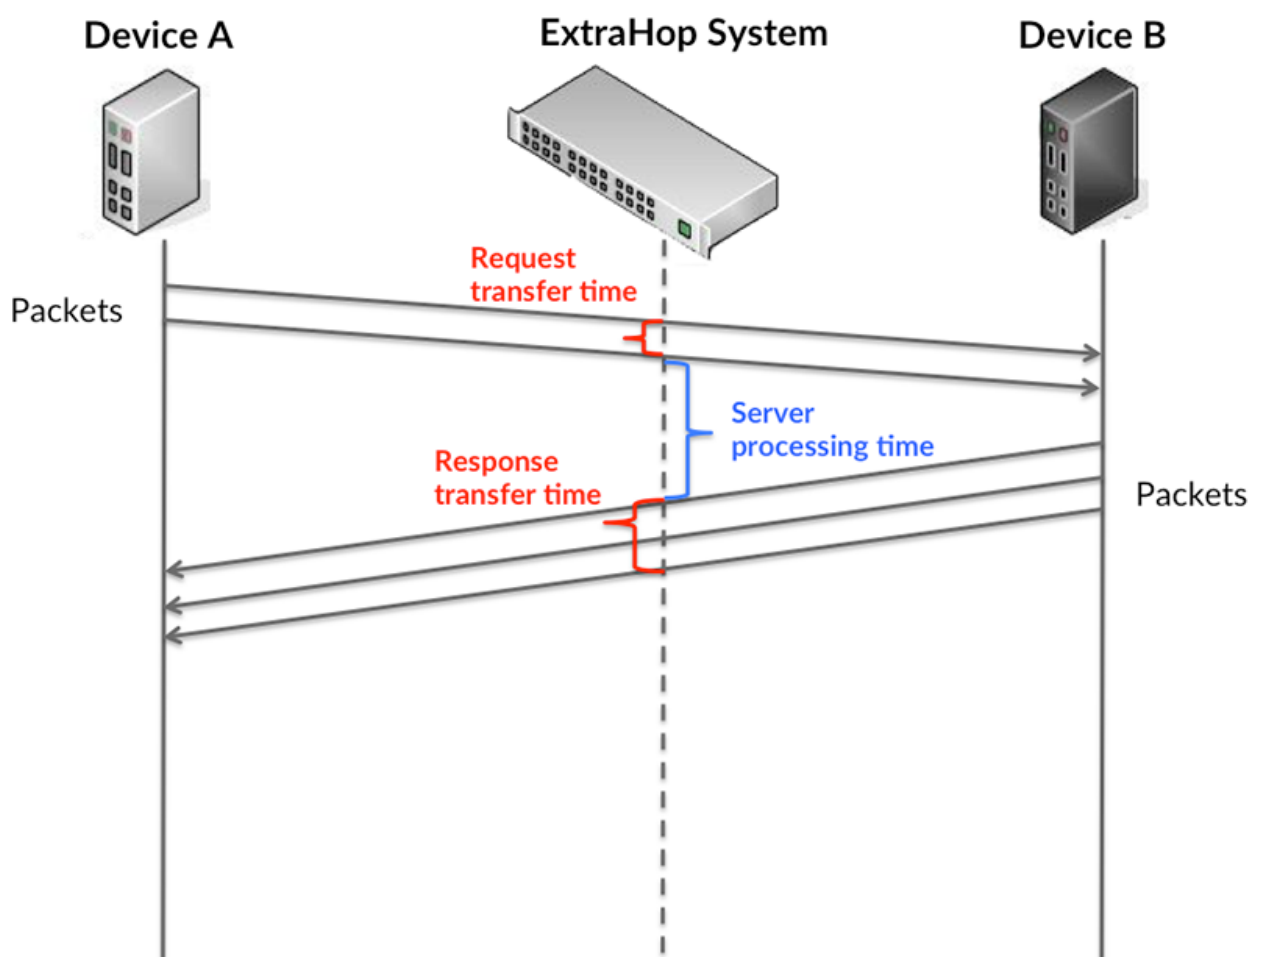 Device A
ExtraHop System
Device B
Request
transfer time
Packets
Server
processing time
Response
transfer time
Packets